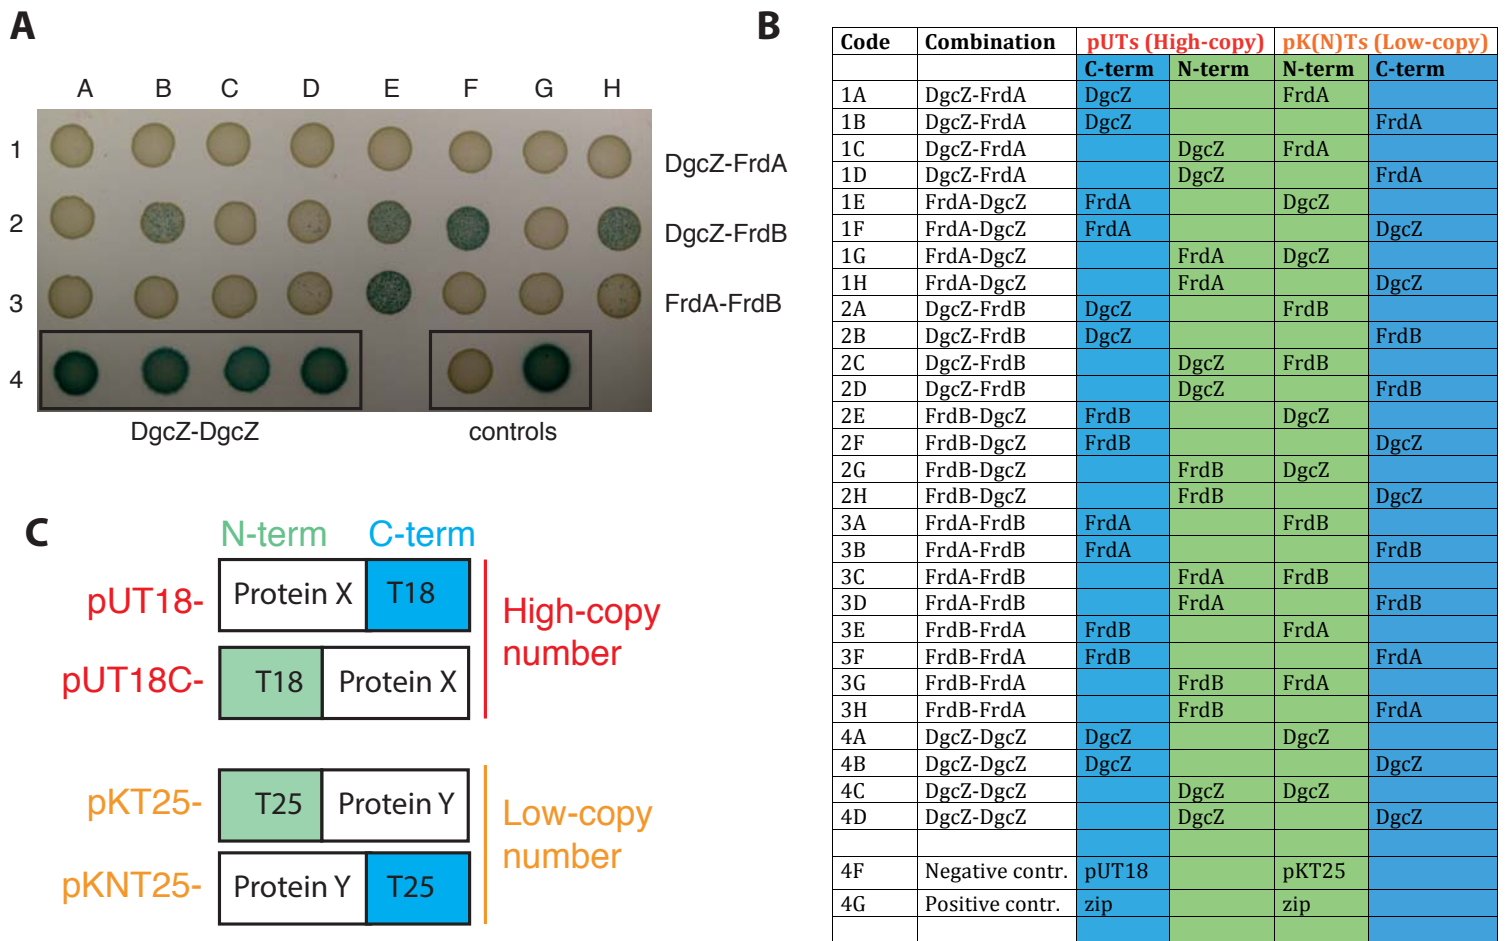 A
A B C D E F G H
1 DgcZ-FrdA
2 DgcZ-FrdB
3 FrdA-FrdB
4
DgcZ-DgcZ controls
B
Code Combination pUTs (High-copy) pK(N)Ts (Low-copy)
C-term N-term N-term C-term
1A DgcZ-FrdA DgcZ FrdA
1B DgcZ-FrdA DgcZ FrdA
1C DgcZ-FrdA DgcZ FrdA
1D DgcZ-FrdA DgcZ FrdA
1E FrdA-DgcZ FrdA DgcZ
1F FrdA-DgcZ FrdA DgcZ
1G FrdA-DgcZ FrdA DgcZ
1H FrdA-DgcZ FrdA DgcZ
2A DgcZ-FrdB DgcZ FrdB
2B DgcZ-FrdB DgcZ FrdB
2C DgcZ-FrdB DgcZ FrdB
2D DgcZ-FrdB DgcZ FrdB
2E FrdB-DgcZ FrdB DgcZ
2F FrdB-DgcZ FrdB DgcZ
2G FrdB-DgcZ FrdB DgcZ
2H FrdB-DgcZ FrdB DgcZ
3A FrdA-FrdB FrdA FrdB
3B FrdA-FrdB FrdA FrdB
3C FrdA-FrdB FrdA FrdB
3D FrdA-FrdB FrdA FrdB
3E FrdB-FrdA FrdB FrdA
3F FrdB-FrdA FrdB FrdA
3G FrdB-FrdA FrdB FrdA
3H FrdB-FrdA FrdB FrdA
4A DgcZ-DgcZ DgcZ DgcZ
4B DgcZ-DgcZ DgcZ DgcZ
4C DgcZ-DgcZ DgcZ DgcZ
4D DgcZ-DgcZ DgcZ DgcZ
4F Negative contr. pUT18 pKT25
4G Positive contr. zip zip
C
N-term C-term
pUT18- Protein X T18
pUT18C- T18 Protein X
High-copy
number
pKT25- T25 Protein Y
pKNT25- Protein Y T25
Low-copy
number